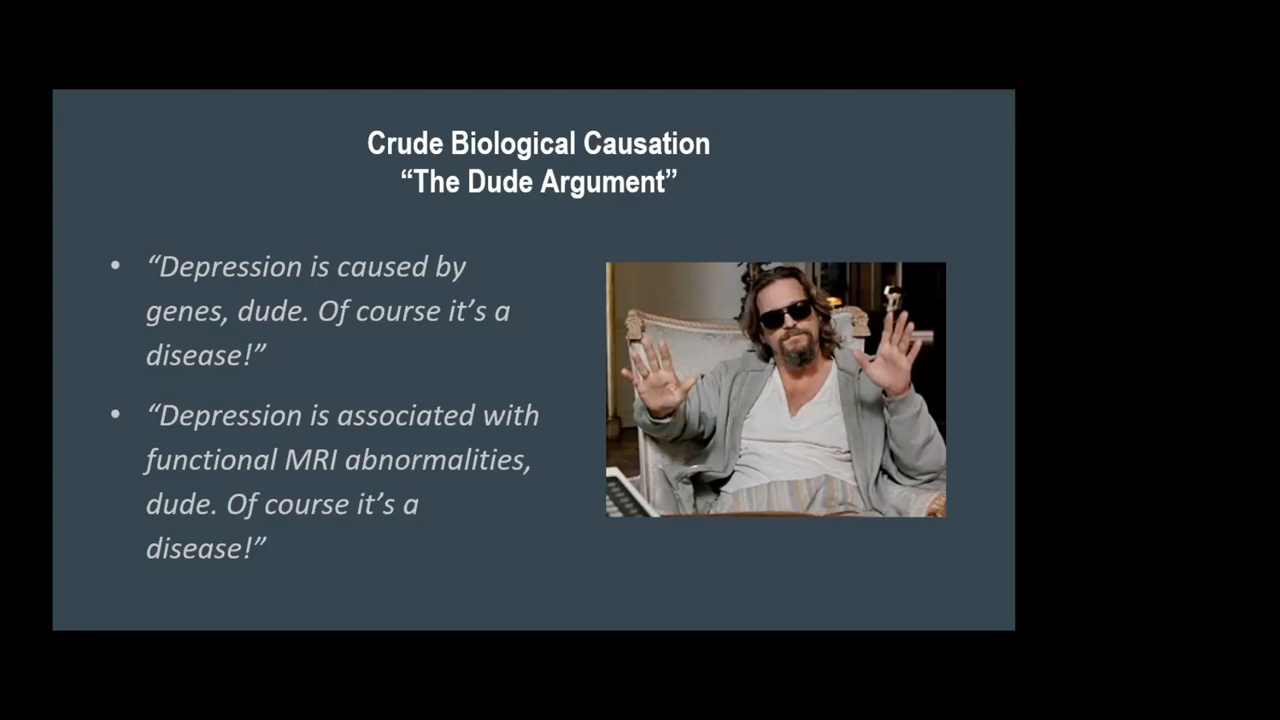 Crude Biological Causation
“The Dude Argument”
• “Depression is caused by
genes, dude. Of course it’s a
disease!”
• “Depression is associated with
functional MRI abnormalities,
dude. Of course it’s a
disease!”